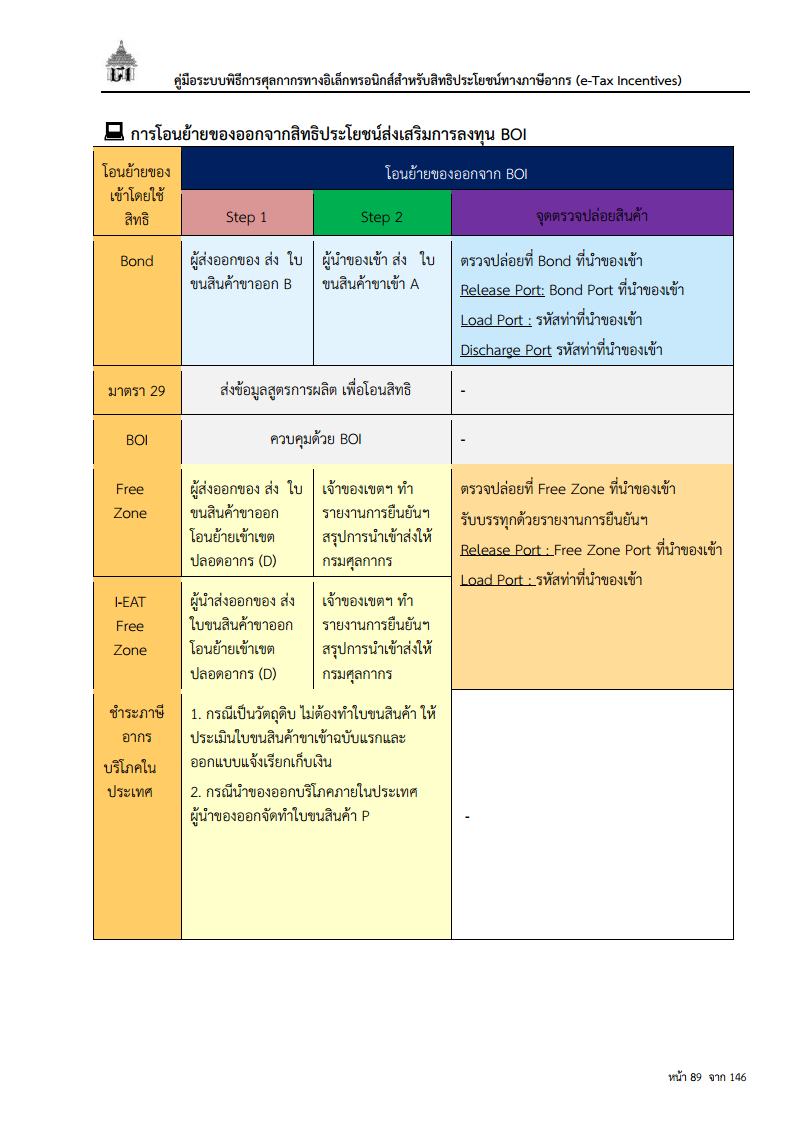 คู่มือระบบพิธีการศุลกากรทางอิเล็กทรอนิกส์สำหรับสิทธิประโยชน์ทางภาษีอากร (e-Tax Incentives)
การโอนย้ายของออกจากสิทธิประโยชน์ส่งเสริมการลงทุน BOI
โอนย้ายของ
เข้าโดยใช้
สิทธิ
โอนย้ายของออกจาก BOI
Step 1
Step 2
จุดตรวจปล่อยสินค้า
Bond
ผู้ส่งออกของ ส่ง ใบ
ขนสินค้าขาออก B
ผู้นำของเข้า ส่ง ใบ
ขนสินค้าขาเข้า A
ตรวจปล่อยที่ Bond ที่นำของเข้า
Release Port: Bond Port ที่นำของเข้า
Load Port : รหัสท่าที่นำของเข้า
Discharge Port รหัสท่าที่นำของเข้า
มาตรา 29
ส่งข้อมูลสูตรการผลิต เพื่อโอนสิทธิ
-
BOI
ควบคุมด้วย BOI
-
Free
Zone
ผู้ส่งออกของ ส่ง ใบ
ขนสินค้าขาออก
โอนย้ายเข้าเขต
ปลอดอากร (D)
เจ้าของเขตฯ ทำ
รายงานการยืนยันฯ
สรุปการนำเข้าส่งให้
กรมศุลกากร
ตรวจปล่อยที่ Free Zone ที่นำของเข้า
รับบรรทุกด้วยรายงานการยืนยันฯ
Release Port : Free Zone Port ที่นำของเข้า
Load Port : รหัสท่าที่นำของเข้า
I-EAT
Free
Zone
ผู้นำส่งออกของ ส่ง
ใบขนสินค้าขาออก
โอนย้ายเข้าเขต
ปลอดอากร (D)
เจ้าของเขตฯ ทำ
รายงานการยืนยันฯ
สรุปการนำเข้าส่งให้
กรมศุลกากร
ชำระภาษี
อากร
บริโภคใน
ประเทศ
1. กรณีเป็นวัตถุดิบ ไม่ต้องทำใบขนสินค้า ให้
ประเมินใบขนสินค้าขาเข้าฉบับแรกและ
ออกแบบแจ้งเรียกเก็บเงิน
2. กรณีนำของออกบริโภคภายในประเทศ
ผู้นำของออกจัดทำใบขนสินค้า P
-
หน้า 89 จาก 146